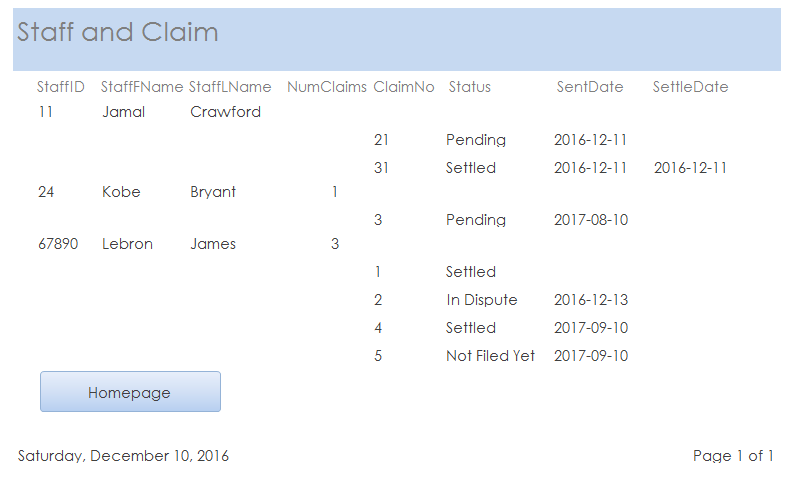 Staff and Claim
StaffID StaffFName StaffLName NumClaims ClaimNo Status SentDate SettleDate
11 Jamal Crawford
21 Pending 2016-12-11
31 Settled 2016-12-11 2016-12-11
24 Kobe Bryant 1
3 Pending 2017-08-10
67890 Lebron James 3
1 Settled
2 In Dispute 2016-12-13
4 Settled 2017-09-10
5 Not Filed Yet 2017-09-10
Homepage
Saturday, December 10, 2016 Page 1 of 1